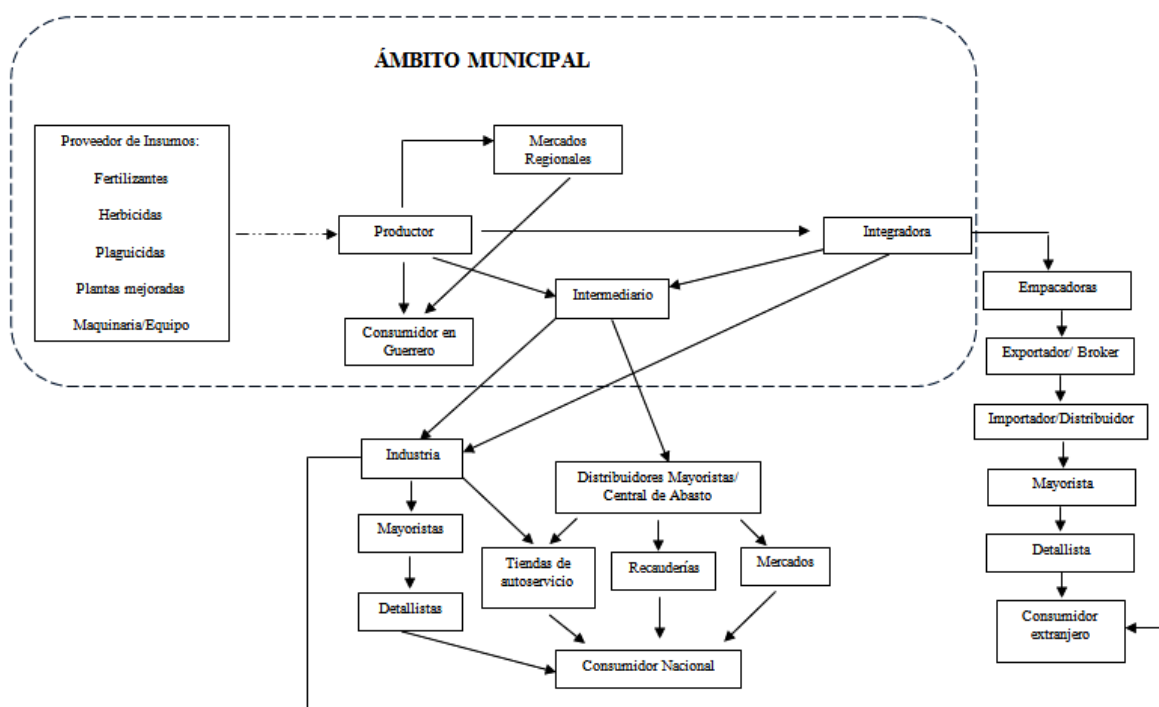 ÁMBITO MUNICIPAL
Proveedor de Insumos:
Fertilizantes
Herbicidas
Plaguicidas
Plantas mejoradas
Maquinaria/Equipo
Mercados
Regionales
Productor
Integradora
Intermediario
Consumidor en
Guerrero
Empacadoras
Exportador/ Broker
Importador/Distribuidor
Mayorista
Detallista
Consumidor
extranjero
Industria
Mayoristas
Detallistas
Distribuidores Mayoristas/
Central de Abasto
Tiendas de
autoservicio
Recauderías
Mercados
Consumidor Nacional